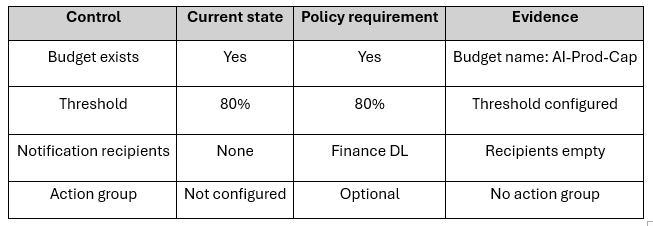 Control Current state Policy requirement Evidence
Budget exists Yes Yes Budget name: AI-Prod-Cap
Threshold 80% 80% Threshold configured
Notification recipients None Finance DL Recipients empty
Action group Not configured Optional No action group